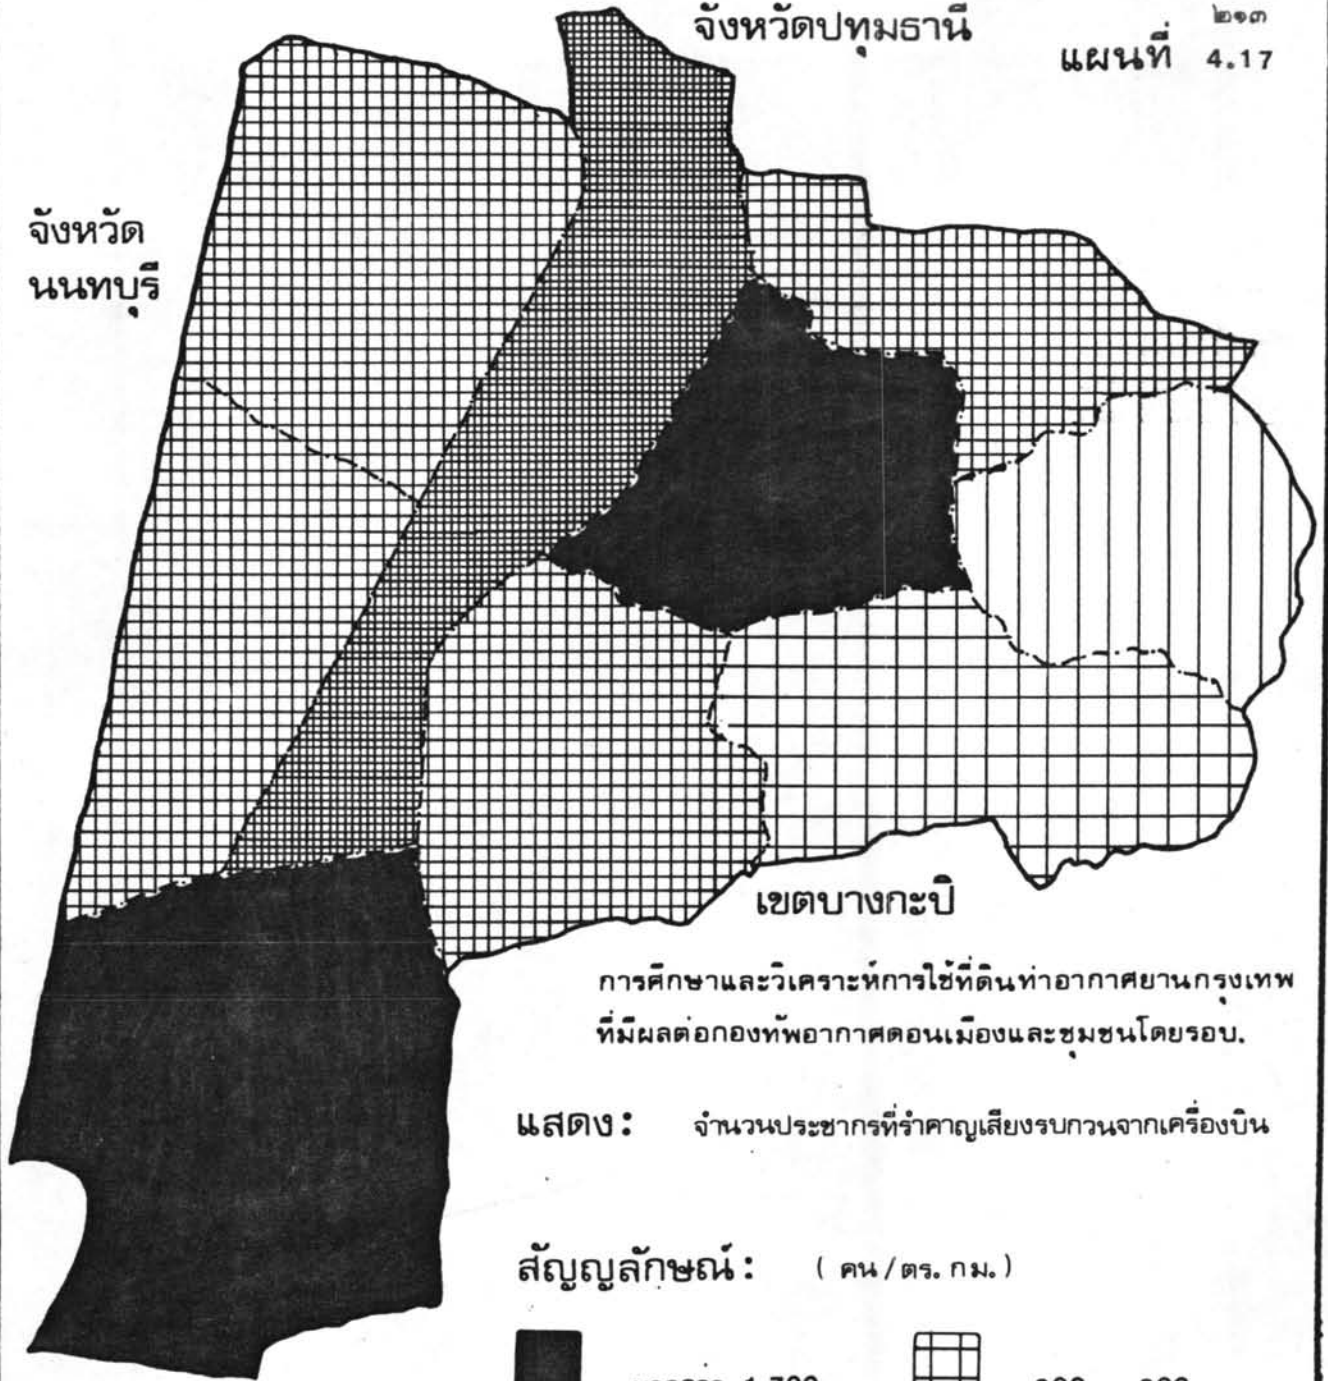 ๒๑๓
จังหวัดปทุมธานี
แผนที่ 4.17
จังหวัด
นนทบุรี
เขตบางกะปิ
การศึกษาและวิเคราะห์การใช้ที่ดินท่าอากาศยานกรุงเทพ
ที่มีผลต่อกองทัพอากาศดอนเมืองและชุมชนโดยรอบ.
แสดง: จำนวนประชากรที่รำคาญเสียงรบกวนจากเครื่องบิน
สัญญลักษณ์: (คน/ตร.กม.)